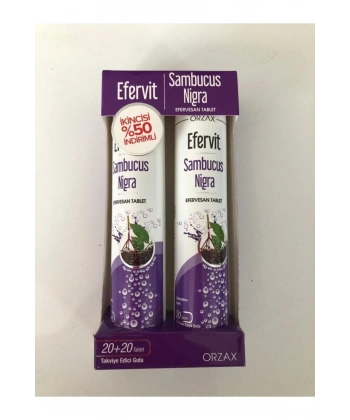 Efervit
Sambucus
Nigra
EFERVESAN TABLET
İKİNCİSİ
%50
İNDİRİMLİ
Sambucus
Nigra
EFERVESAN TABLET
ORZAX
Efervit
Sambucus
Nigra
EFERVESAN TABLET
20+20 Tablet
Takviye Edici Gıda
ORZAX